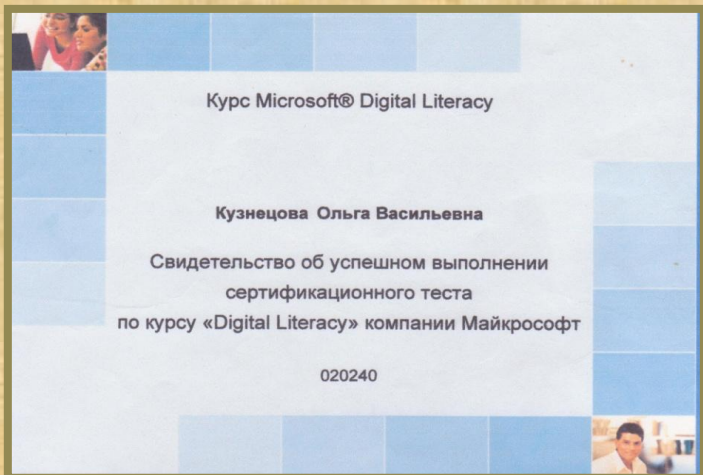 Курс Microsoft® Digital Literacy
Кузнецова Ольга Васильевна
Свидетельство об успешном выполнении
сертификационного теста
по курсу «Digital Literacy» компании Майкрософт
020240